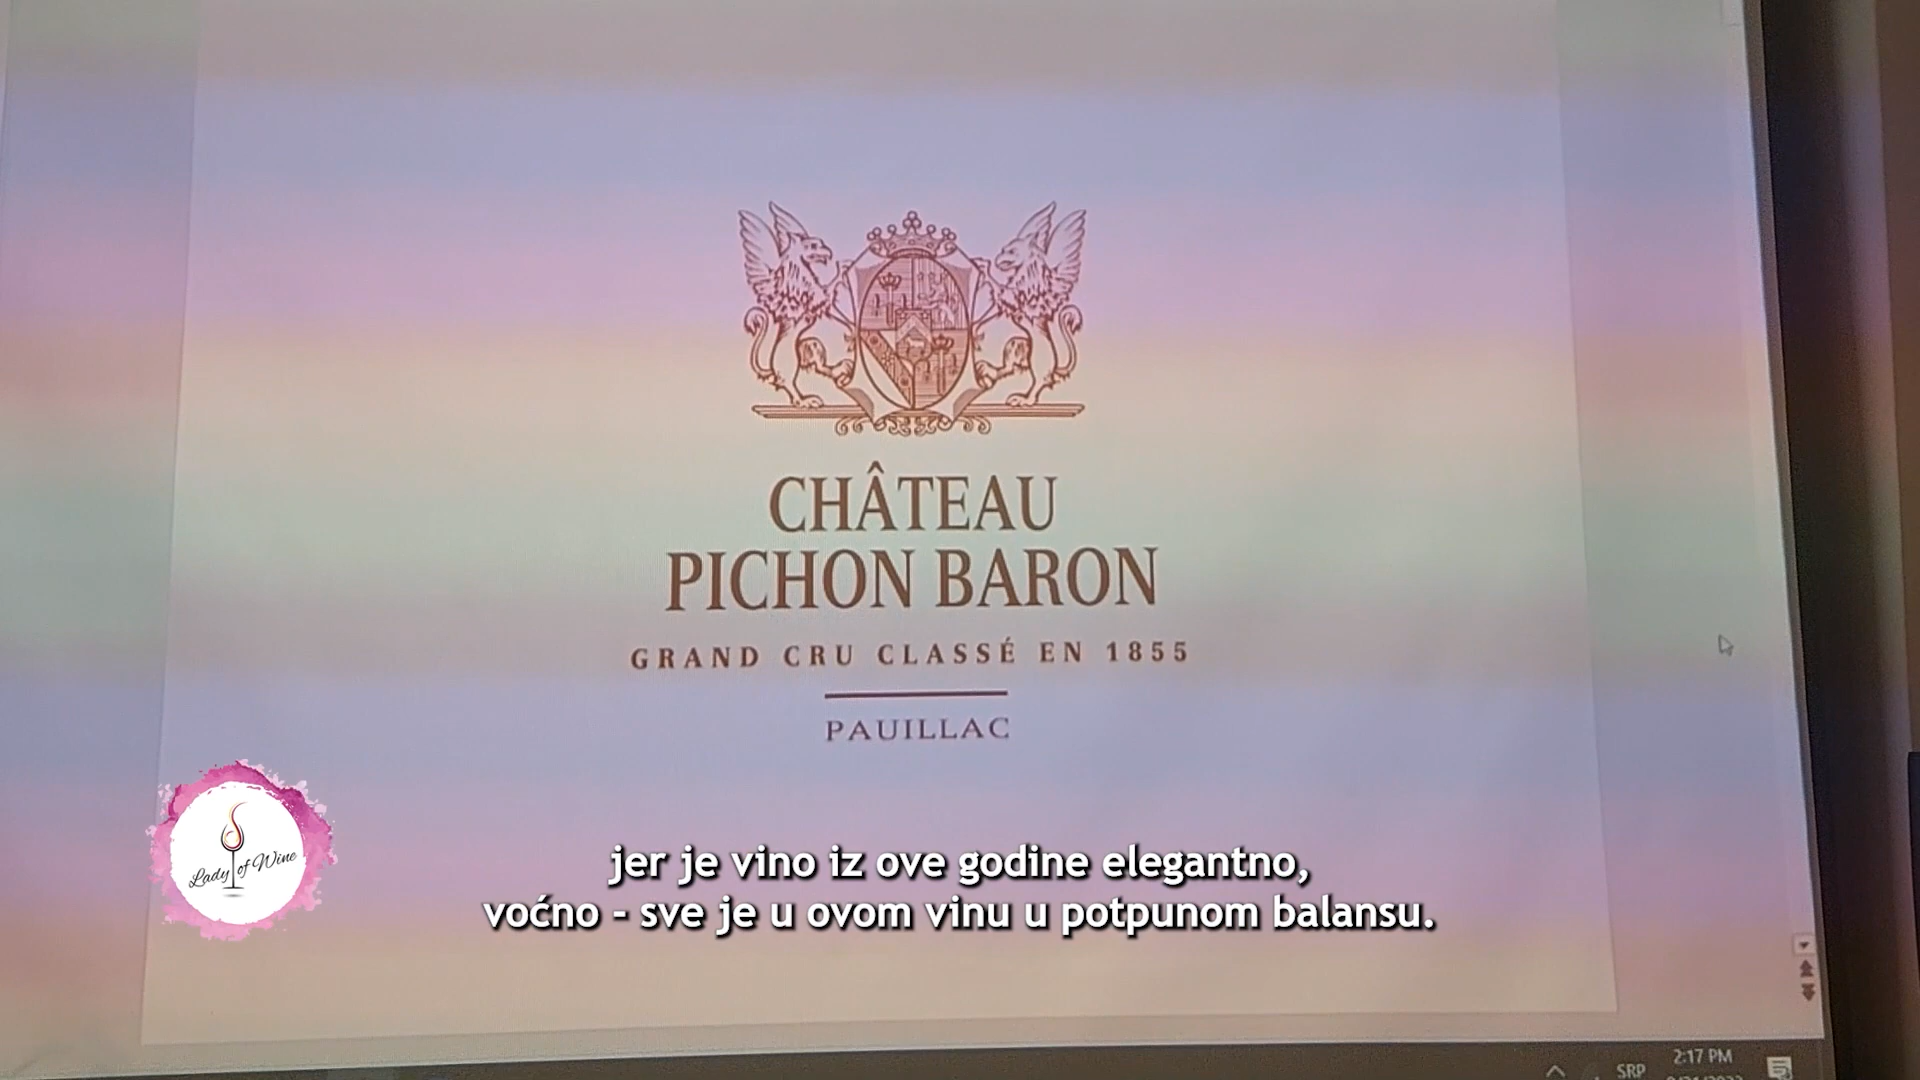 CHÂTEAU
PICHON BARON
GRAND CRU CLASSÉ EN 1855
PAUILLAC
Lady of Wine
jer je vino iz ove godine elegantno,
voćno - sve je u ovom vinu u potpunom balansu.
SRP
2:17 PM